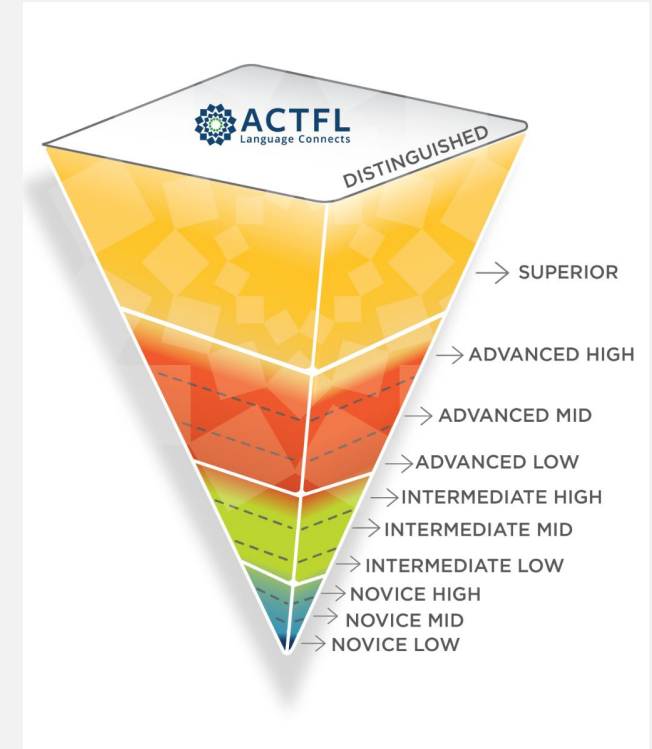 ACTFL
Language Connects
DISTINGUISHED
SUPERIOR
ADVANCED HIGH
ADVANCED MID
ADVANCED LOW
INTERMEDIATE HIGH
INTERMEDIATE MID
INTERMEDIATE LOW
NOVICE HIGH
NOVICE MID
NOVICE LOW